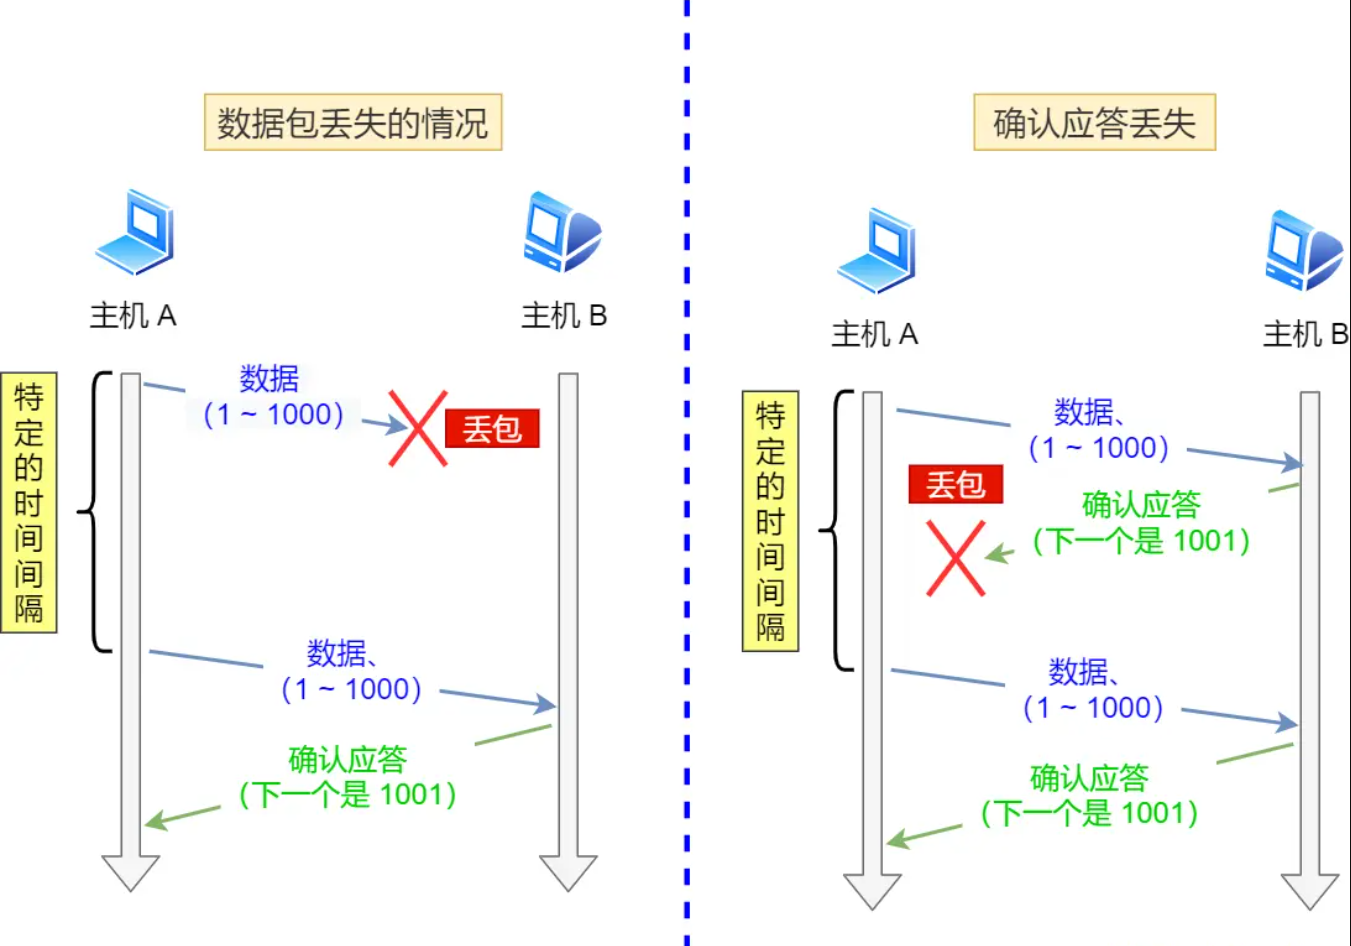 数据包丢失的情况
主机 A
主机 B
特定的时间间隔
数据
（1 ~ 1000）
丢包
数据、
（1 ~ 1000）
确认应答
（下一个是 1001）
确认应答丢失
主机 A
主机 B
特定的时间间隔
数据、
（1 ~ 1000）
丢包
确认应答
（下一个是 1001）
数据、
（1 ~ 1000）
确认应答
（下一个是 1001）